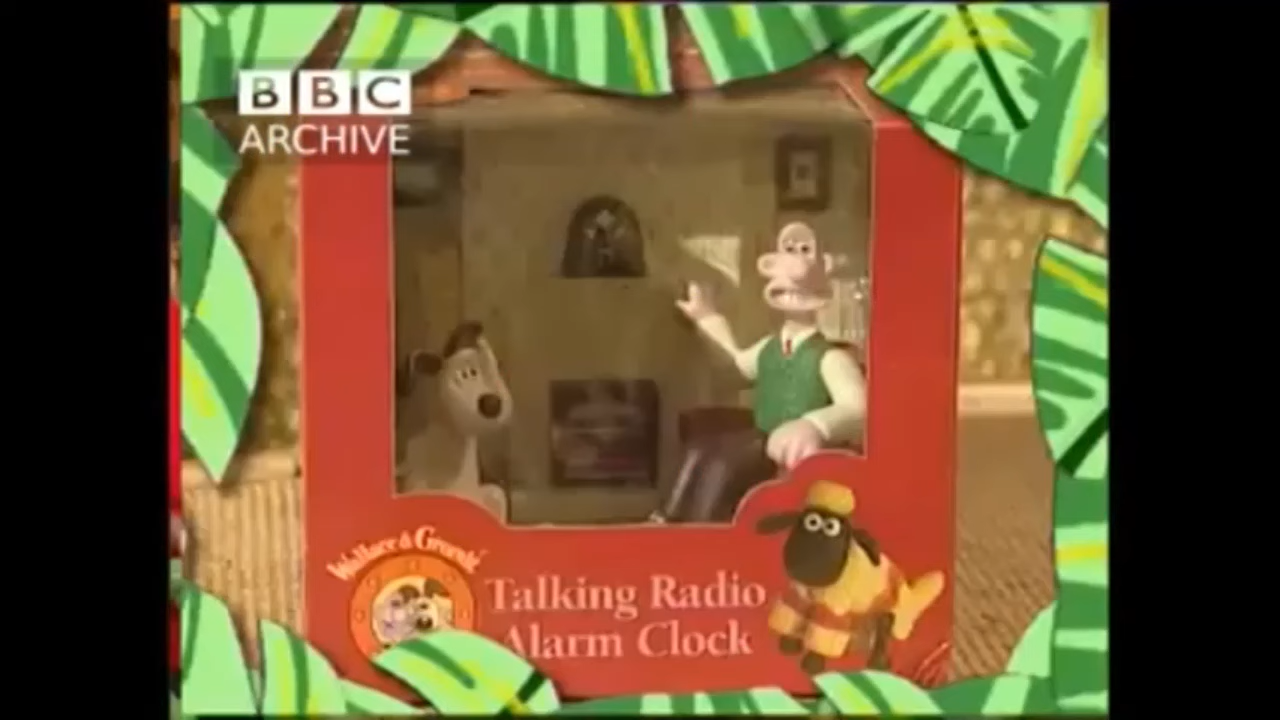 BBC
ARCHIVE
Wallace & Gromit
Talking Radio
Alarm Clock